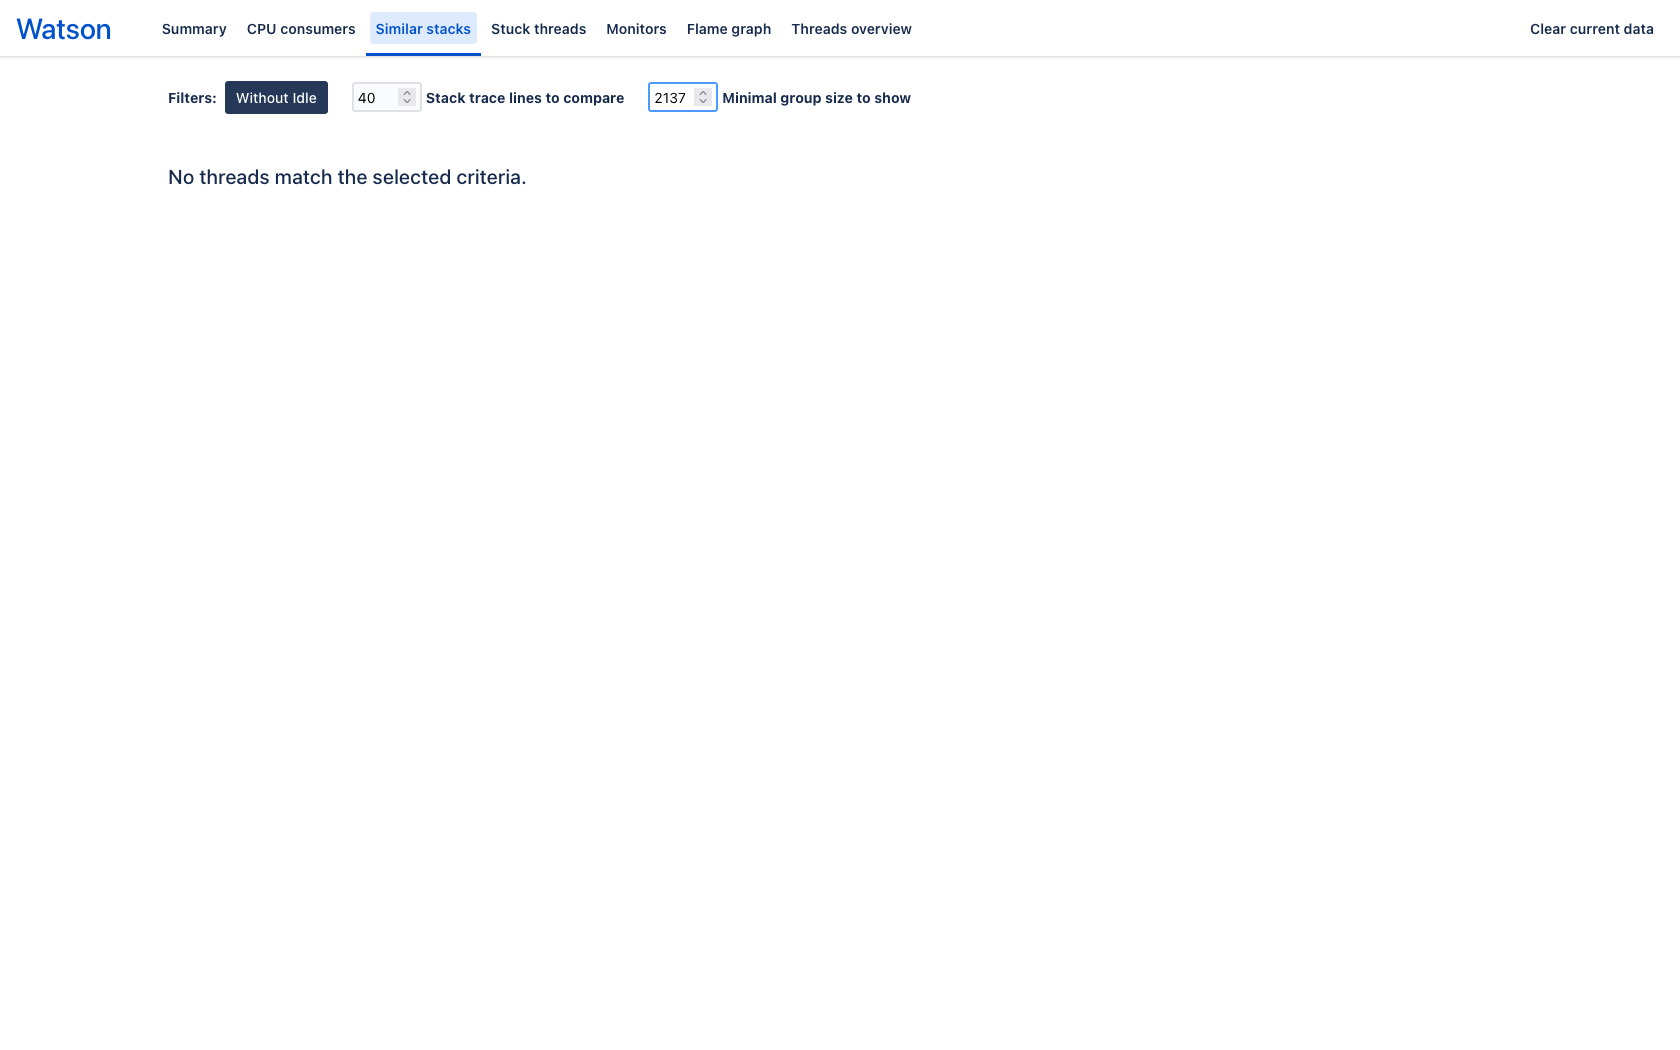 Watson Summary CPU consumers Similar stacks Stuck threads Monitors Flame graph Threads overview Clear current data
Filters: Without Idle 40 Stack trace lines to compare 2137 Minimal group size to show
No threads match the selected criteria.